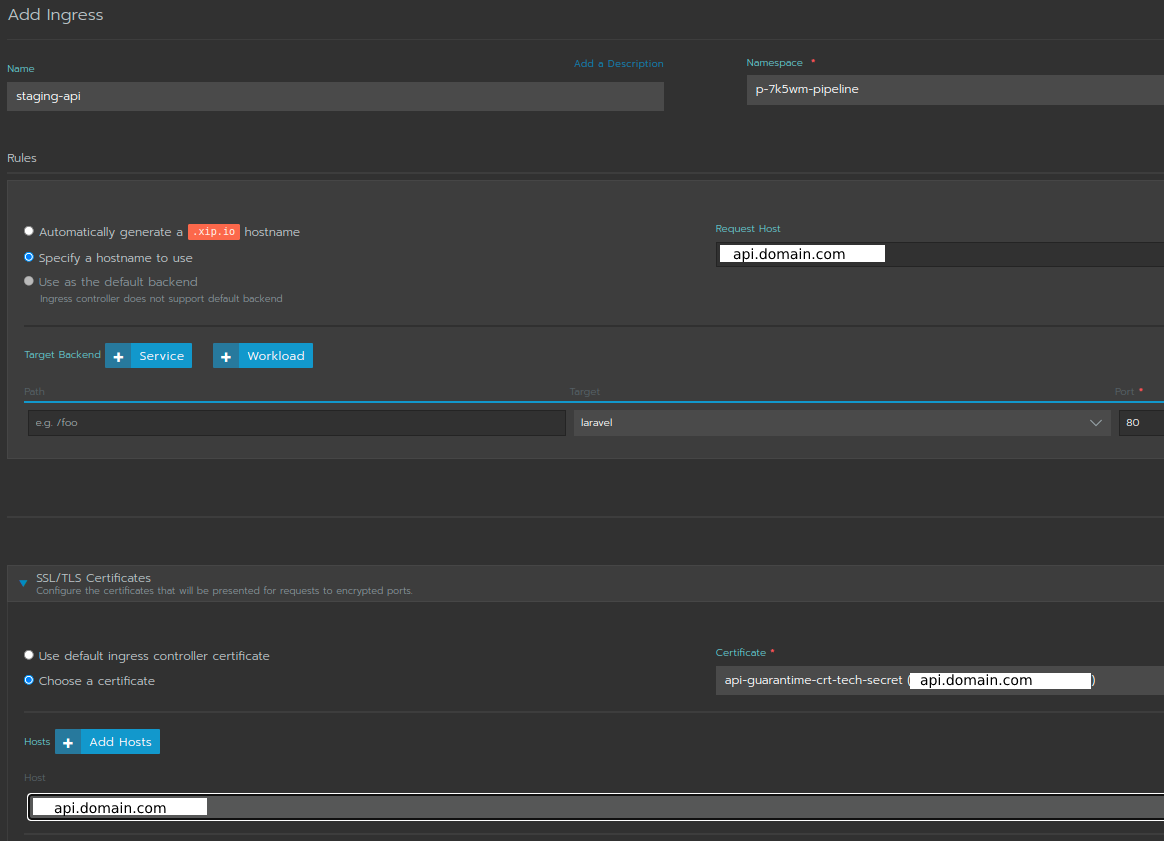 Add Ingress
Name
Add a Description
Namespace *
staging-api
p-7k5wm-pipeline
Rules
Automatically generate a .xip.io hostname
Request Host
Specify a hostname to use
api.domain.com
Use as the default backend
Ingress controller does not support default backend
Target Backend + Service + Workload
Path Target Port *
e.g. /foo laravel 80
SSL/TLS Certificates
Configure the certificates that will be presented for requests to encrypted ports.
Use default ingress controller certificate
Certificate *
Choose a certificate
api-guarantime-crt-tech-secret ( api.domain.com )
Hosts + Add Hosts
Host
api.domain.com